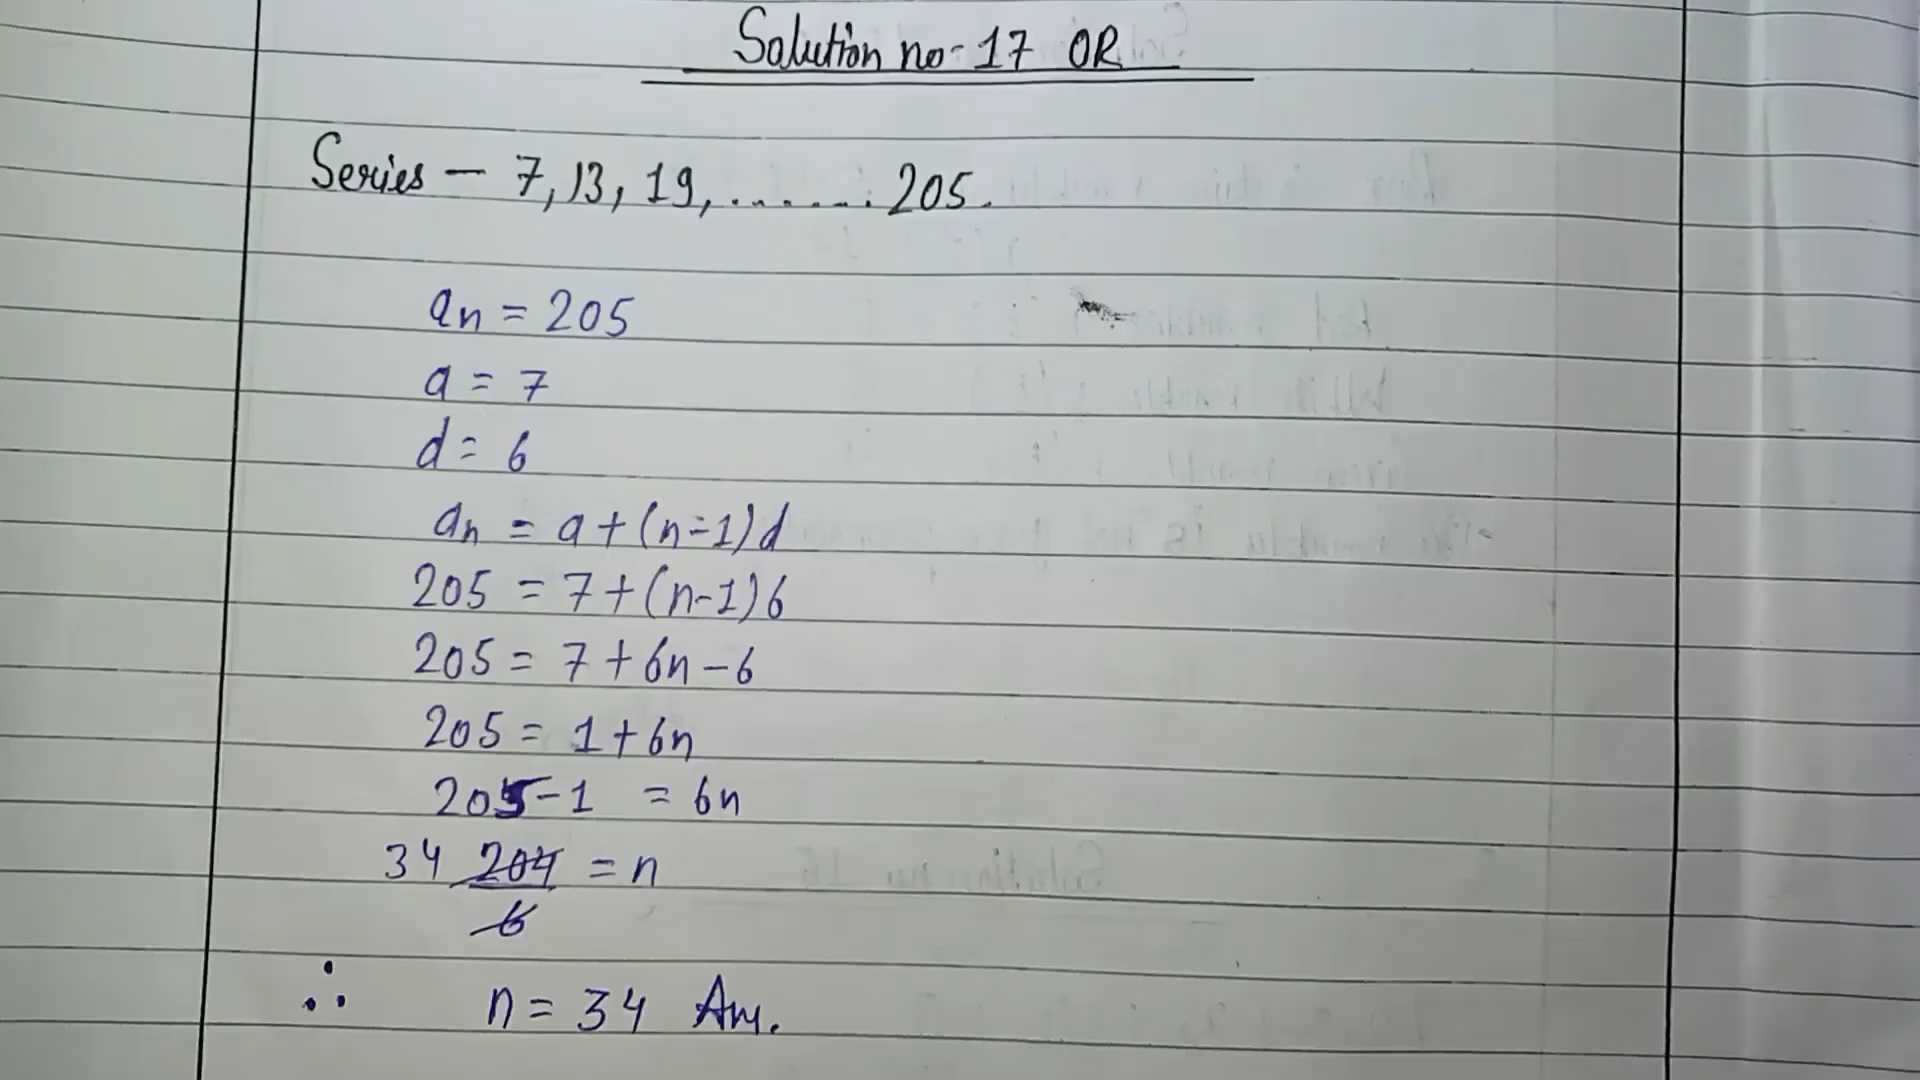 Solution no-17 OR
Series - 7, 13, 19, ....... 205.
an = 205
a = 7
d = 6
an = a+(n-1)d
205 = 7+(n-1)6
205 = 7+6n-6
205 = 1+6n
205-1 = 6n
34 204 = n
6
∴ n = 34 Ans.